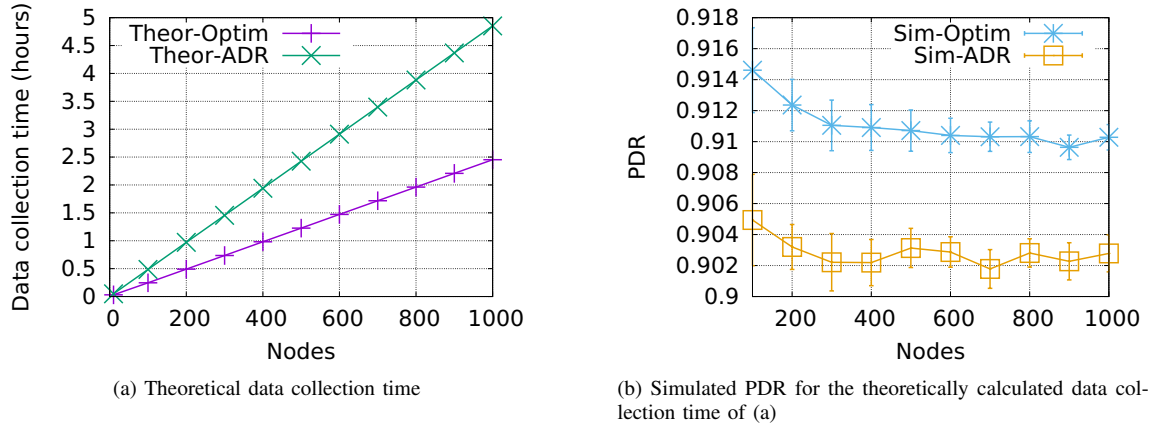 Data collection time (hours)
5
4.5
4
3.5
3
2.5
2
1.5
1
0.5
0
Theor-Optim
Theor-ADR
0 200 400 600 800 1000
Nodes
(a) Theoretical data collection time
PDR
0.918
0.916
0.914
0.912
0.91
0.908
0.906
0.904
0.902
0.9
Sim-Optim
Sim-ADR
200 400 600 800 1000
Nodes
(b) Simulated PDR for the theoretically calculated data col-
lection time of (a)